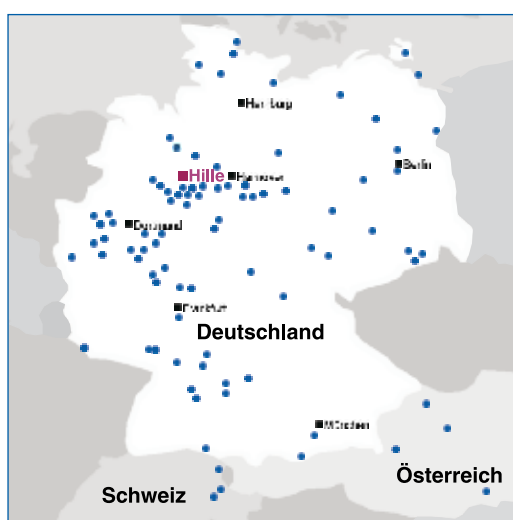 Hamburg
Berlin
Hille
Hannover
Dortmund
Frankfurt
Deutschland
München
Österreich
Schweiz